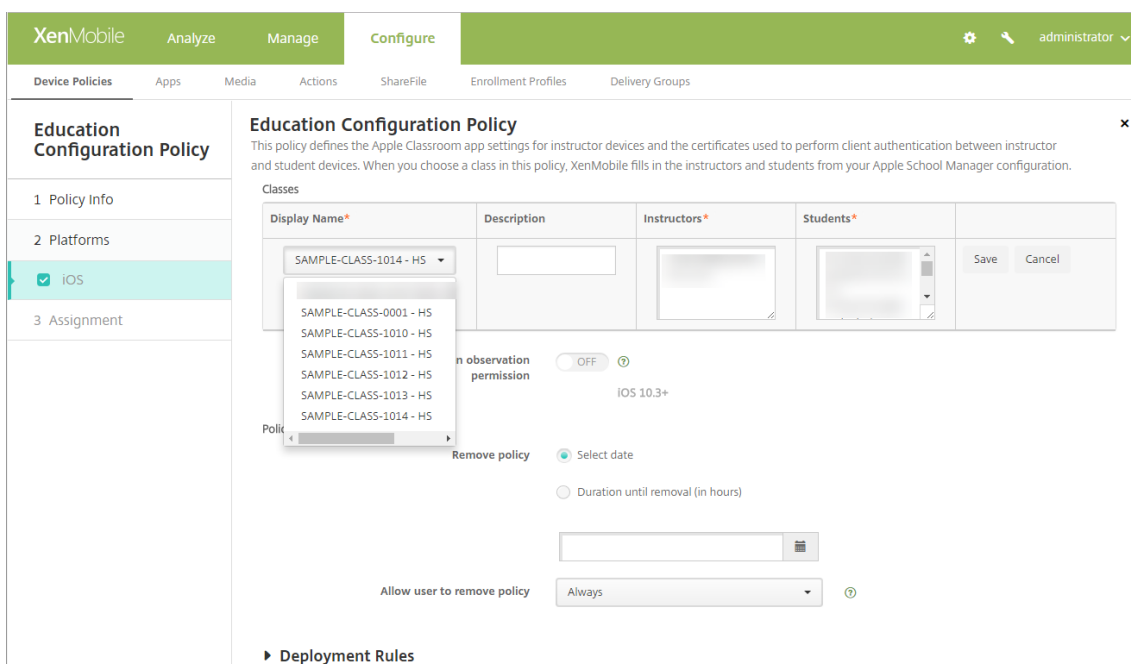 XenMobile Analyze Manage Configure administrator
Device Policies Apps Media Actions ShareFile Enrollment Profiles Delivery Groups
Education
Configuration Policy
1 Policy Info
2 Platforms
iOS
3 Assignment
Education Configuration Policy
This policy defines the Apple Classroom app settings for instructor devices and the certificates used to perform client authentication between instructor
and student devices. When you choose a class in this policy, XenMobile fills in the instructors and students from your Apple School Manager configuration.
Classes
Display Name* Description Instructors* Students*
SAMPLE-CLASS-1014 - HS Save Cancel
SAMPLE-CLASS-0001 - HS
SAMPLE-CLASS-1010 - HS
SAMPLE-CLASS-1011 - HS
SAMPLE-CLASS-1012 - HS
SAMPLE-CLASS-1013 - HS
SAMPLE-CLASS-1014 - HS
n observation
permission
OFF
iOS 10.3+
Remove policy Select date
Duration until removal (in hours)
Allow user to remove policy Always
Deployment Rules